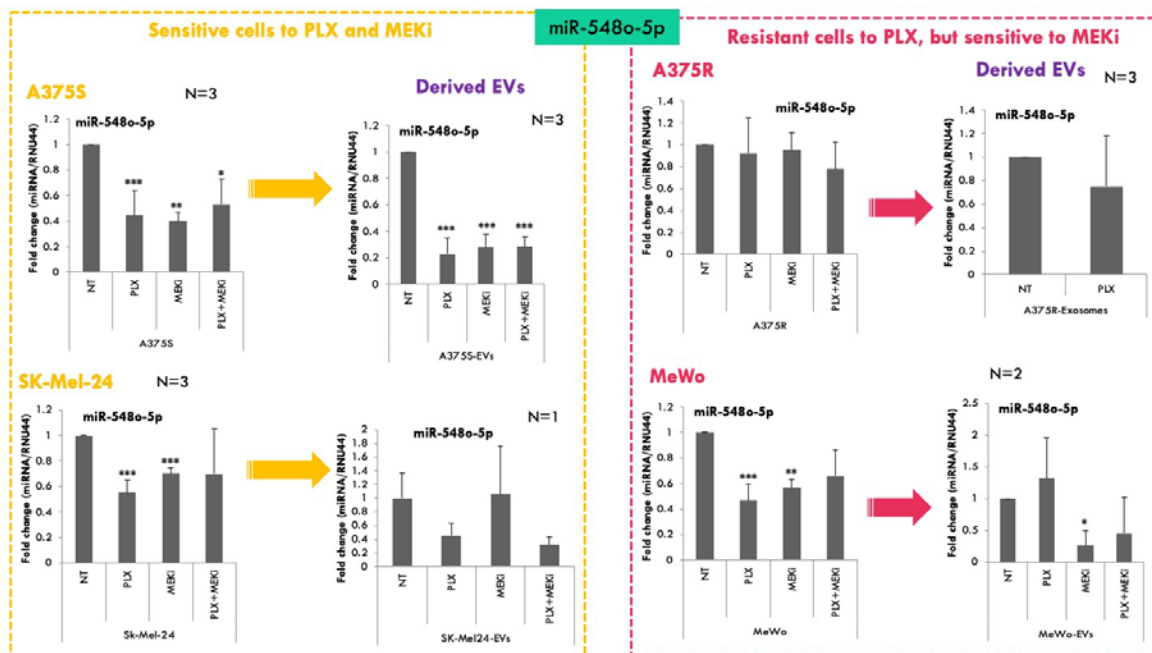 miR-548o-5p
Sensitive cells to PLX and MEKi
A375S
N=3
miR-548o-5p
Fold change (miRNA/RNU44)
1.2
1
0.8
0.6
0.4
0.2
0
***
**
*
NT
PLX
MEKi
PLX+MEKi
A375S
Derived EVs
N=3
miR-548o-5p
Fold change (miRNA/RNU44)
1.2
1
0.8
0.6
0.4
0.2
0
***
***
***
NT
PLX
MEKi
PLX+MEKi
A375S-EVs
SK-Mel-24
N=3
miR-548o-5p
Fold change (miRNA/RNU44)
1.2
1
0.8
0.6
0.4
0.2
0
***
***
NT
PLX
MEKi
PLX+MEKi
Sk-Mel-24
N=1
miR-548o-5p
Fold change (miRNA/RNU44)
2
1.8
1.6
1.4
1.2
1
0.8
0.6
0.4
0.2
0
NT
PLX
MEKi
PLX+MEKi
SK-Mel24-EVs
Resistant cells to PLX, but sensitive to MEKi
A375R
miR-548o-5p
Fold change (miRNA/RNU44)
1.4
1.2
1
0.8
0.6
0.4
0.2
0
NT
PLX
MEKi
PLX+MEKi
A375R
Derived EVs
N=3
miR-548o-5p
Fold change (miRNA/RNU44)
1.4
1.2
1
0.8
0.6
0.4
0.2
0
NT
PLX
A375R-Exosomes
MeWo
miR-548o-5p
Fold change (miRNA/RNU44)
1.2
1
0.8
0.6
0.4
0.2
0
***
**
NT
PLX
MEKi
PLX+MEKi
MeWo
N=2
miR-548o-5p
Fold change (miRNA/RNU44)
2.5
2
1.5
1
0.5
0
*
NT
PLX
MEKi
PLX+MEKi
MeWo-EVs